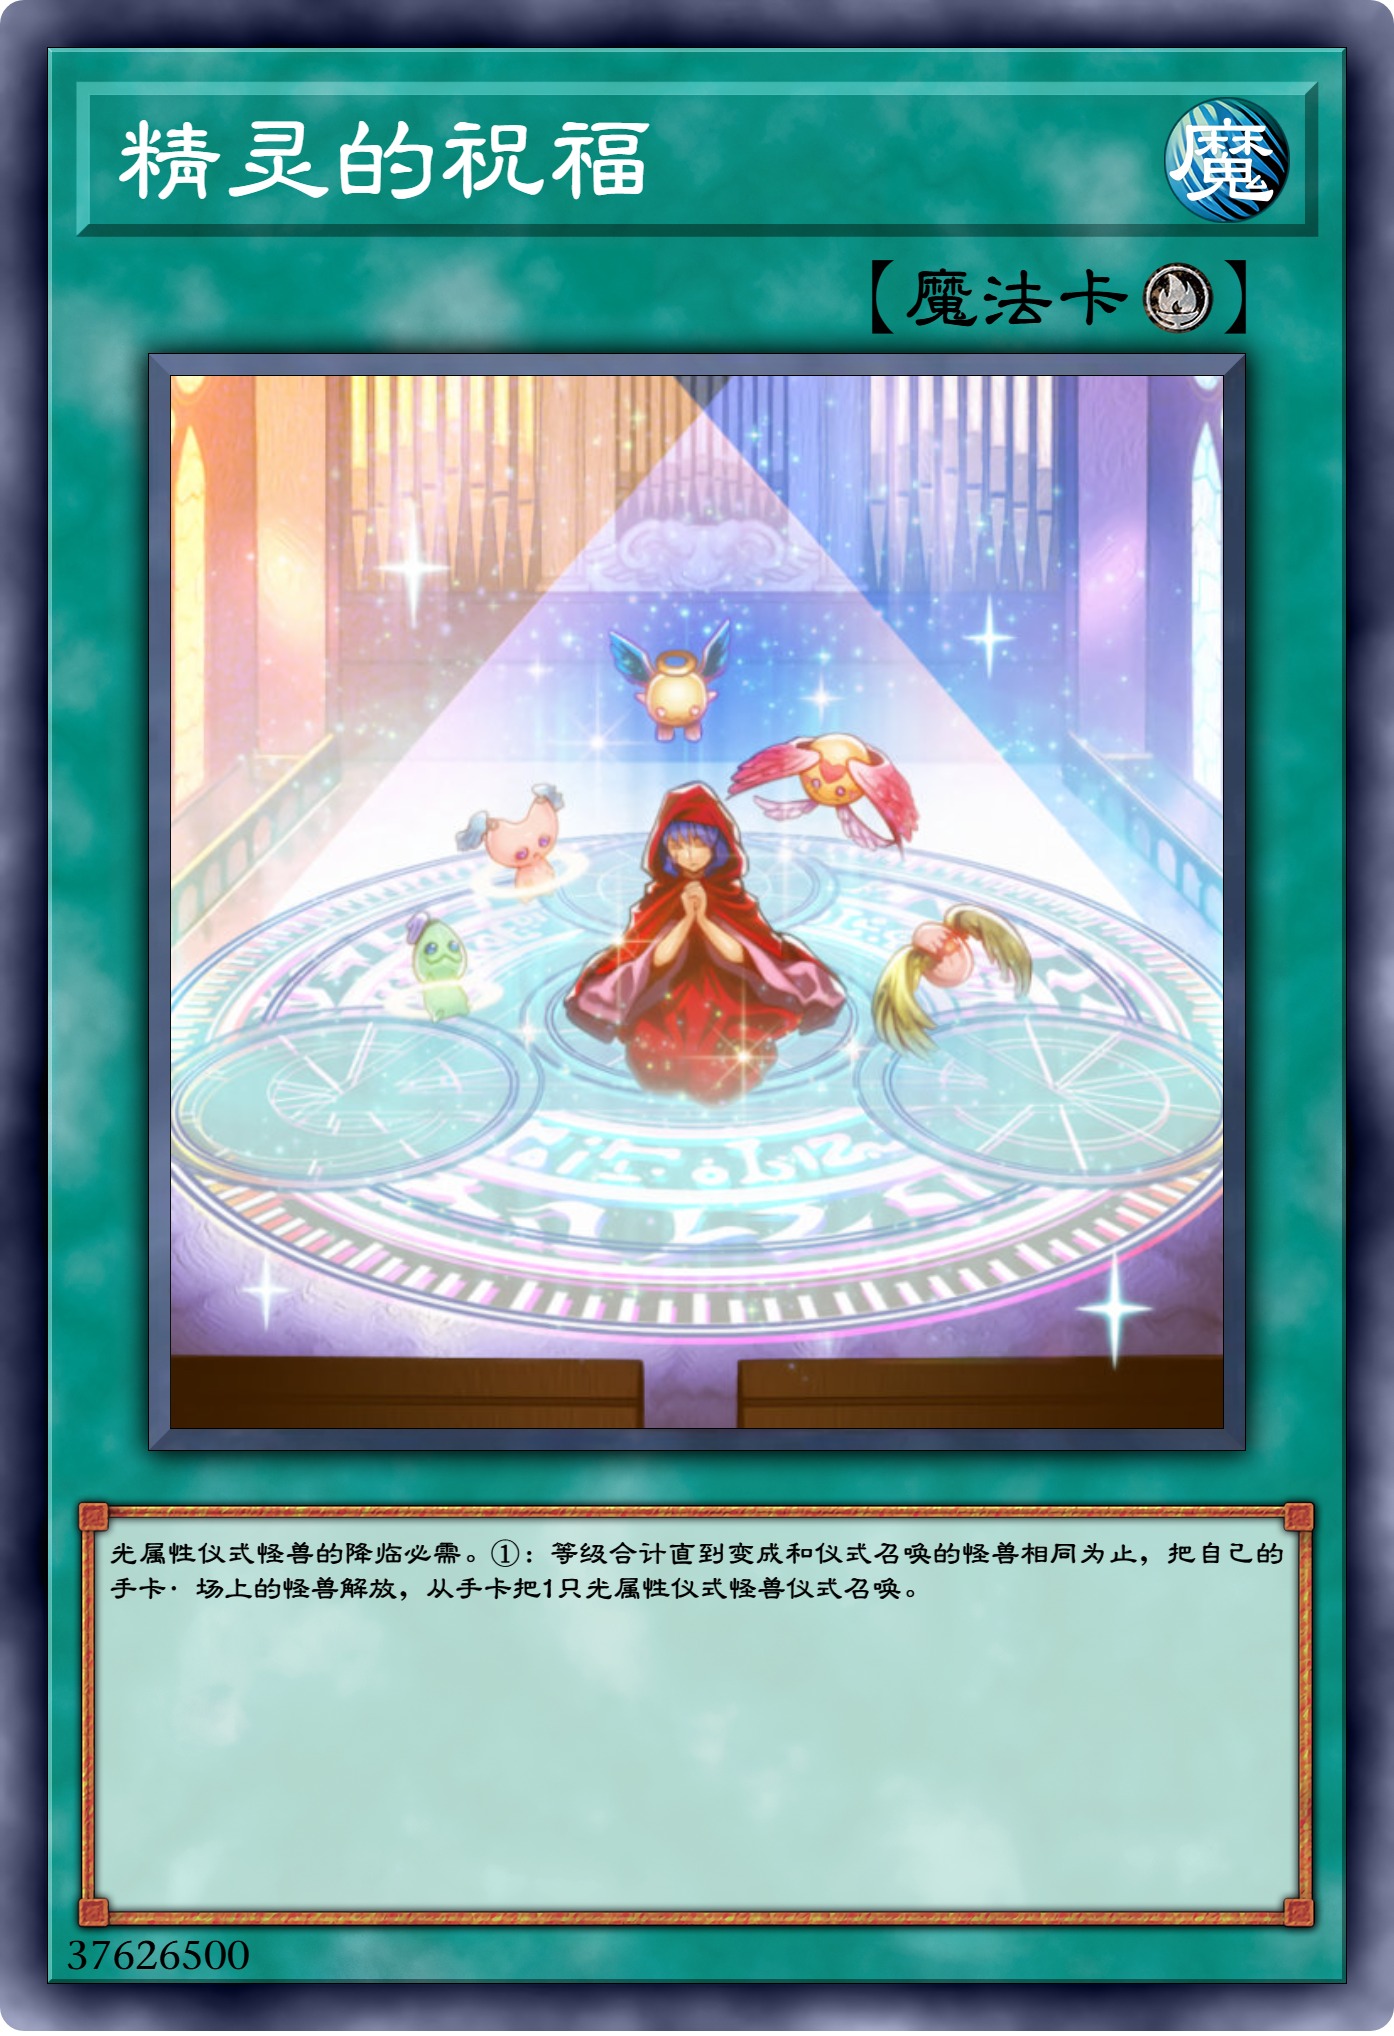 精灵的祝福
魔
【魔法卡】
光属性仪式怪兽的降临必需。①：等级合计直到变成和仪式召唤的怪兽相同为止，把自己的
手卡·场上的怪兽解放，从手卡把1只光属性仪式怪兽仪式召唤。
37626500